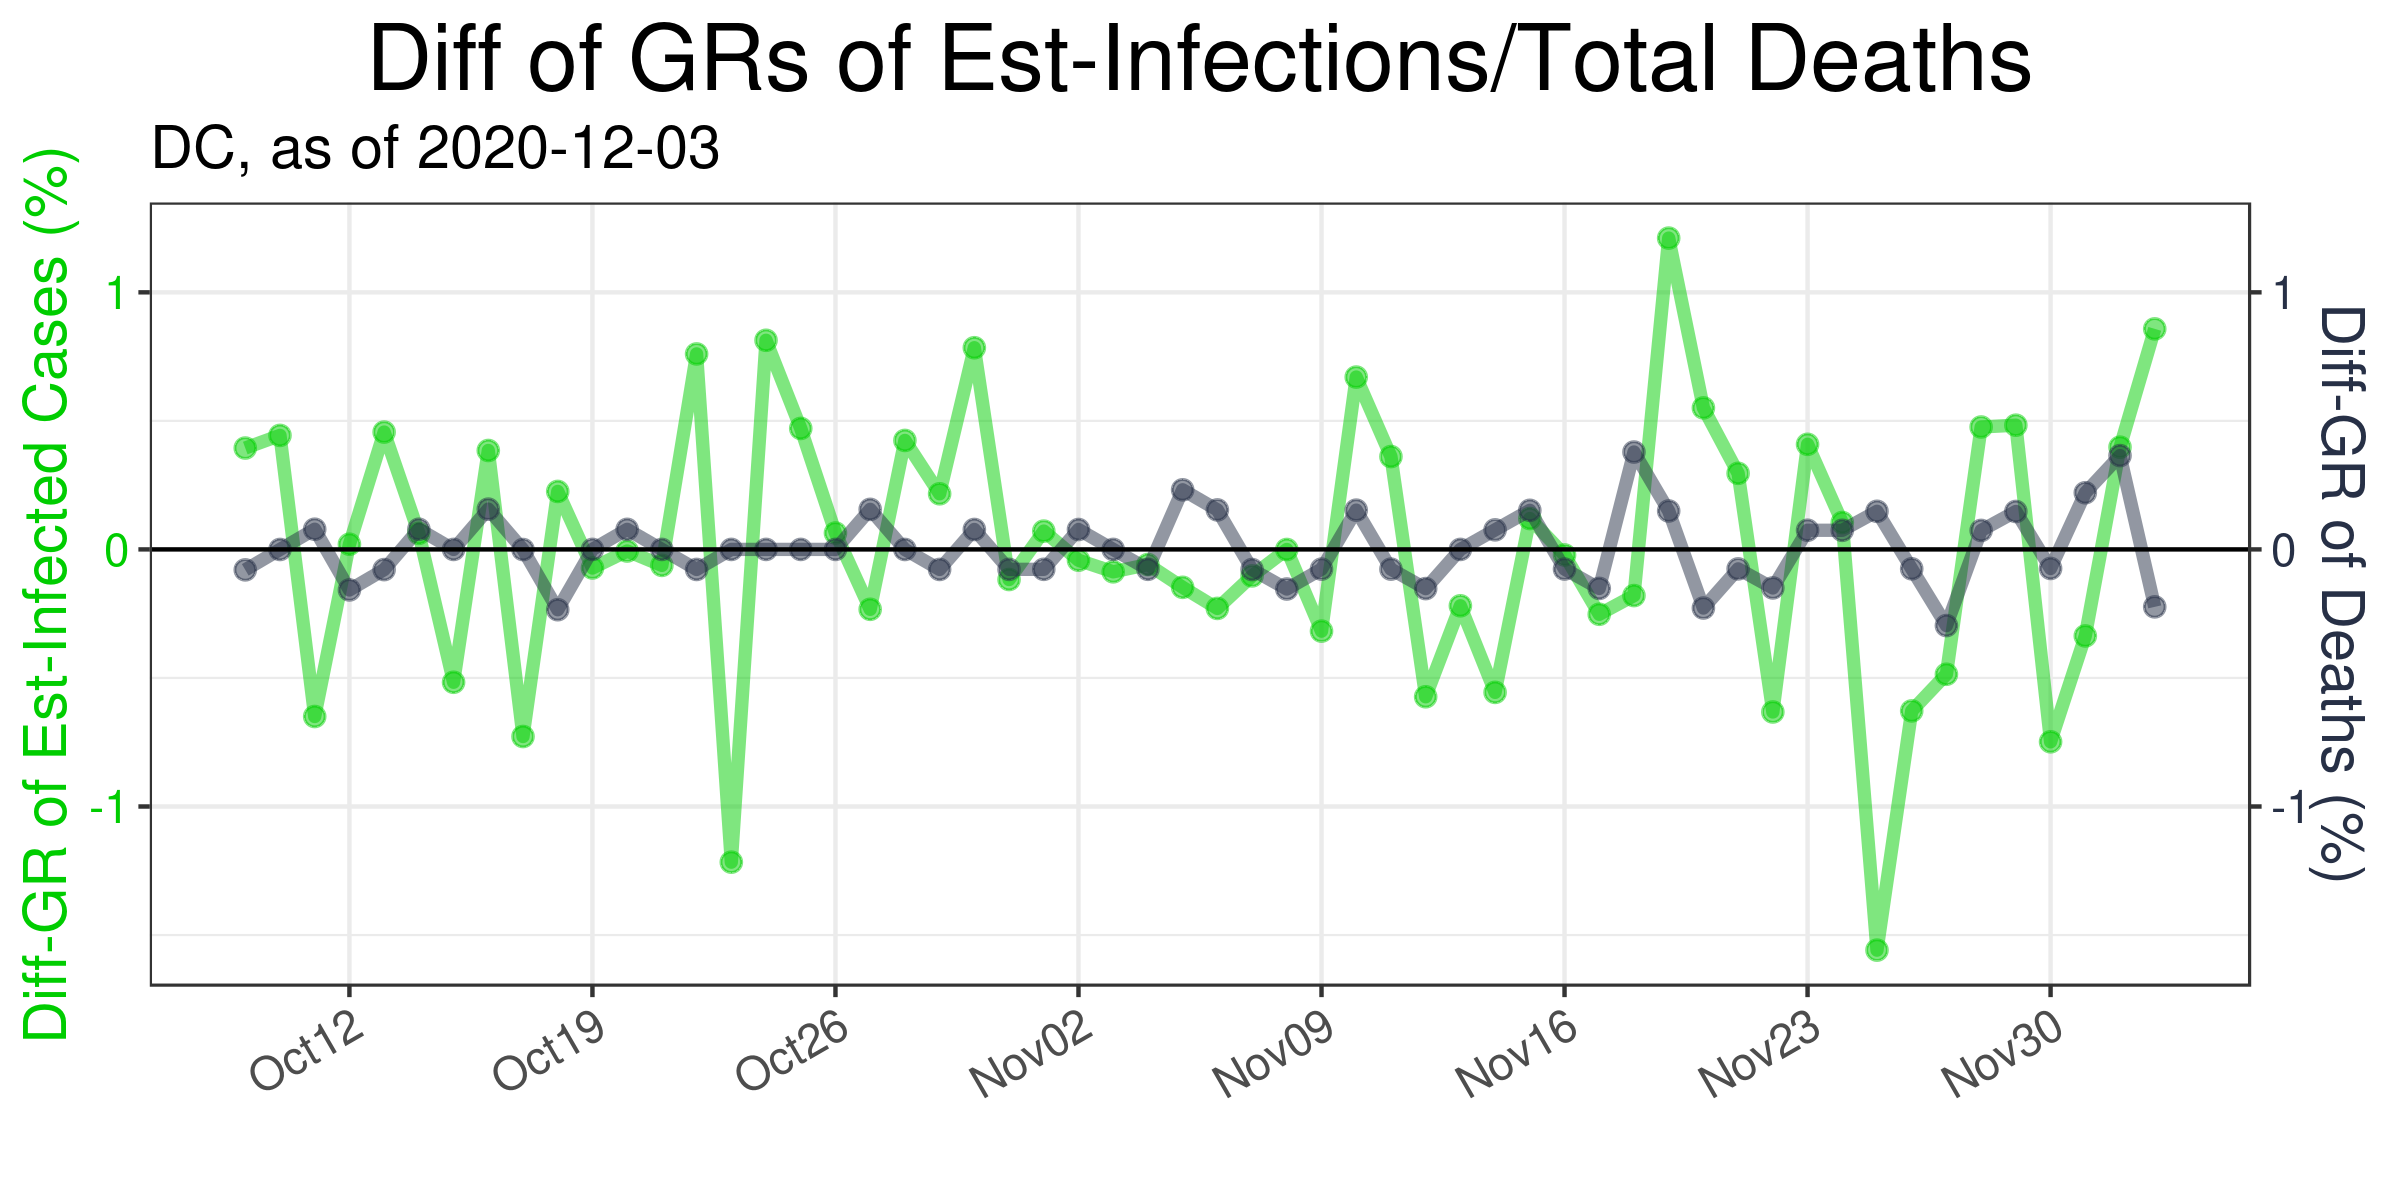 Diff of GRs of Est-Infections/Total Deaths
DC, as of 2020-12-03
Diff-GR of Est-Infected Cases (%)
1
0
-1
1
0
-1
Diff-GR of Deaths (%)
Oct12
Oct19
Oct26
Nov02
Nov09
Nov16
Nov23
Nov30